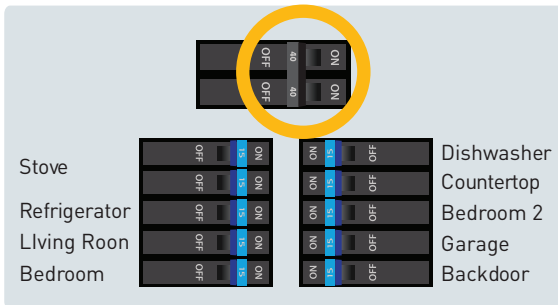 OFF 40 ON
OFF 40 ON
Stove
OFF 15 ON
ON 15 OFF
Dishwasher
OFF 15 ON
ON 15 OFF
Countertop
Refrigerator
OFF 15 ON
ON 15 OFF
Bedroom 2
LIving Roon
OFF 15 ON
ON 15 OFF
Garage
Bedroom
OFF 15 ON
ON 15 OFF
Backdoor